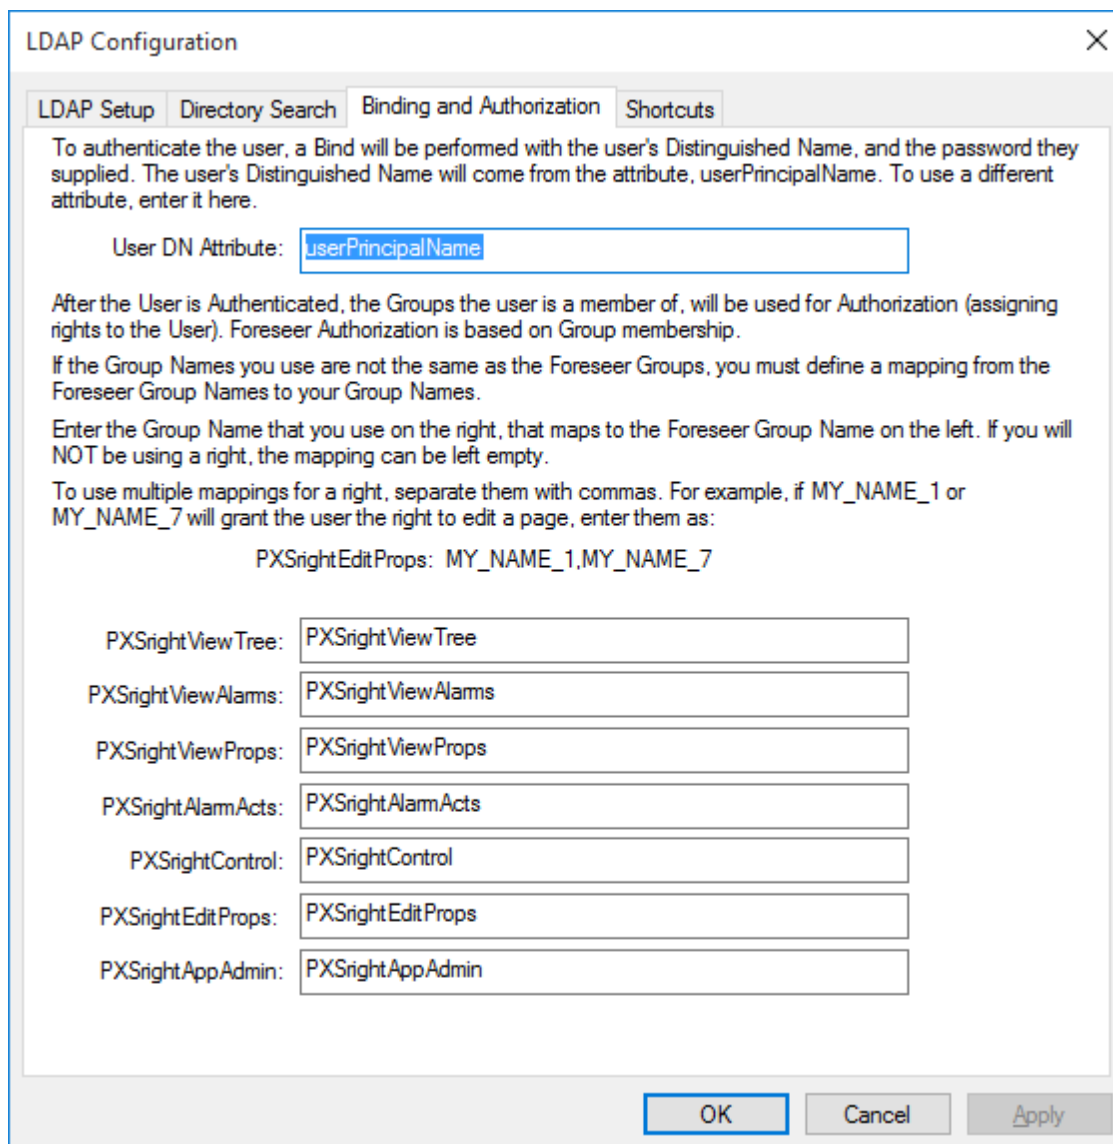 LDAP Configuration
LDAP Setup Directory Search Binding and Authorization Shortcuts
To authenticate the user, a Bind will be performed with the user's Distinguished Name, and the password they
supplied. The user's Distinguished Name will come from the attribute, userPrincipalName. To use a different
attribute, enter it here.
User DN Attribute: userPrincipalName
After the User is Authenticated, the Groups the user is a member of, will be used for Authorization (assigning
rights to the User). Foreseer Authorization is based on Group membership.
If the Group Names you use are not the same as the Foreseer Groups, you must define a mapping from the
Foreseer Group Names to your Group Names.
Enter the Group Name that you use on the right, that maps to the Foreseer Group Name on the left. If you will
NOT be using a right, the mapping can be left empty.
To use multiple mappings for a right, separate them with commas. For example, if MY_NAME_1 or
MY_NAME_7 will grant the user the right to edit a page, enter them as:
PXSrightEditProps: MY_NAME_1,MY_NAME_7
PXSrightViewTree: PXSrightViewTree
PXSrightViewAlarms: PXSrightViewAlarms
PXSrightViewProps: PXSrightViewProps
PXSrightAlarmActs: PXSrightAlarmActs
PXSrightControl: PXSrightControl
PXSrightEditProps: PXSrightEditProps
PXSrightAppAdmin: PXSrightAppAdmin
OK Cancel Apply